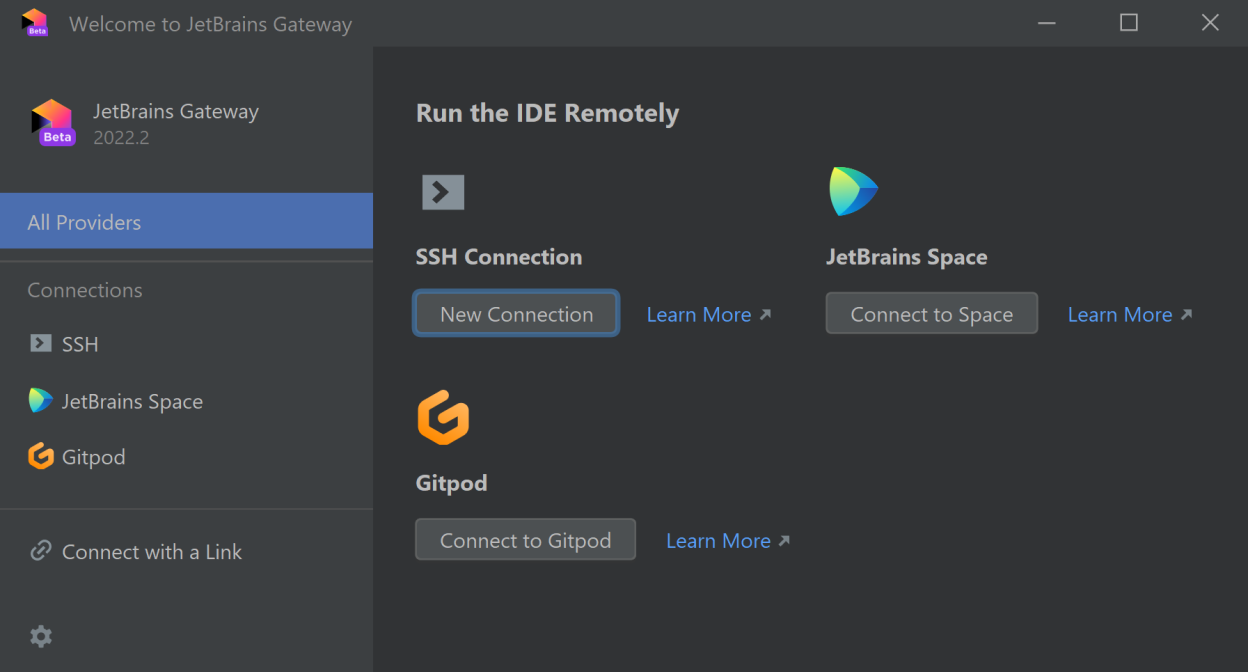 Beta
Welcome to JetBrains Gateway
JetBrains Gateway
Beta
2022.2
All Providers
Connections
SSH
JetBrains Space
Gitpod
Connect with a Link
Run the IDE Remotely
SSH Connection
New Connection Learn More
JetBrains Space
Connect to Space Learn More
Gitpod
Connect to Gitpod Learn More